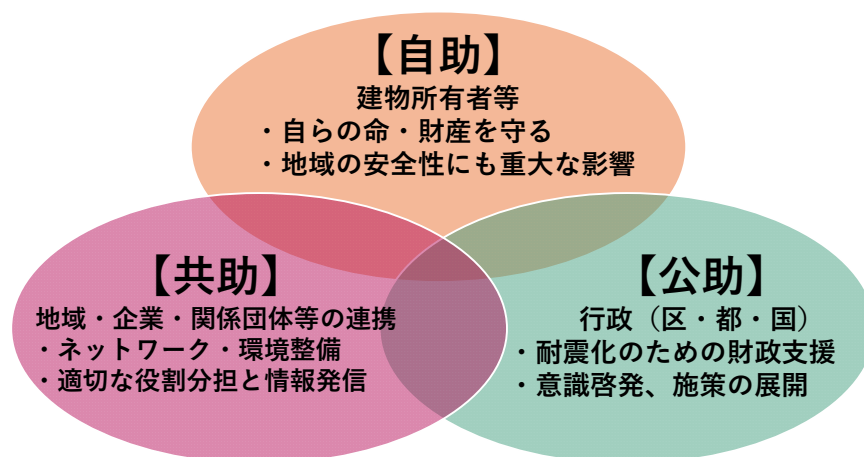 【自助】
建物所有者等
・自らの命・財産を守る
・地域の安全性にも重大な影響
【共助】
地域・企業・関係団体等の連携
・ネットワーク・環境整備
・適切な役割分担と情報発信
【公助】
行政（区・都・国）
・耐震化のための財政支援
・意識啓発、施策の展開